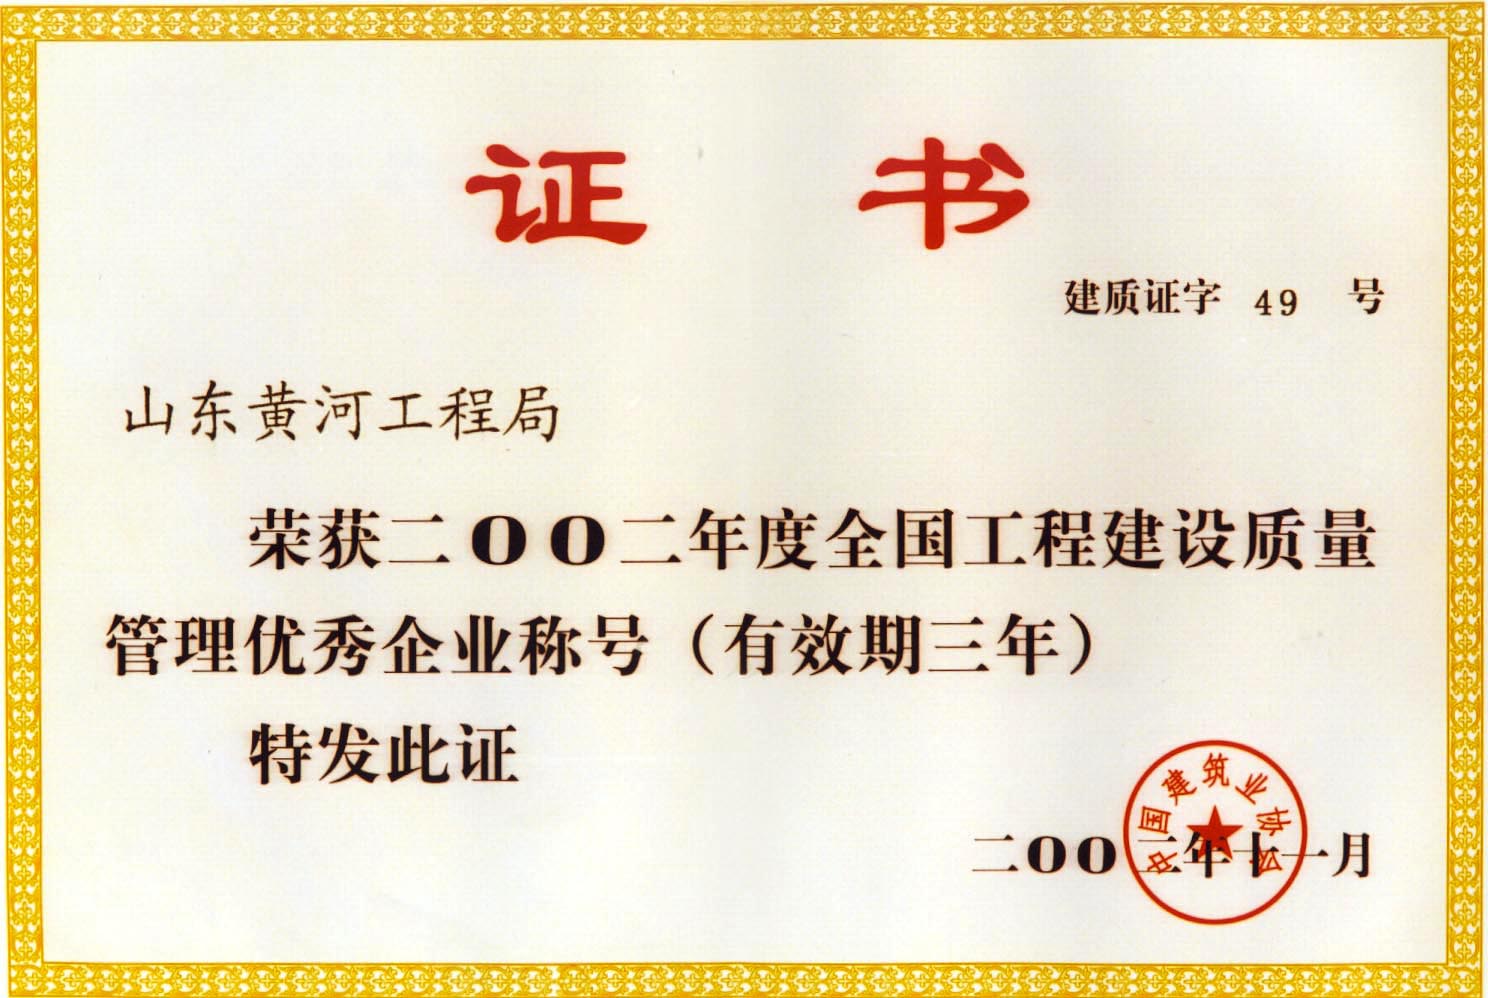 证 书
建质证字 49 号
山东黄河工程局
荣获二OO二年度全国工程建设质量
管理优秀企业称号（有效期三年）
特发此证
中国建筑业协会
二OO二年十一月